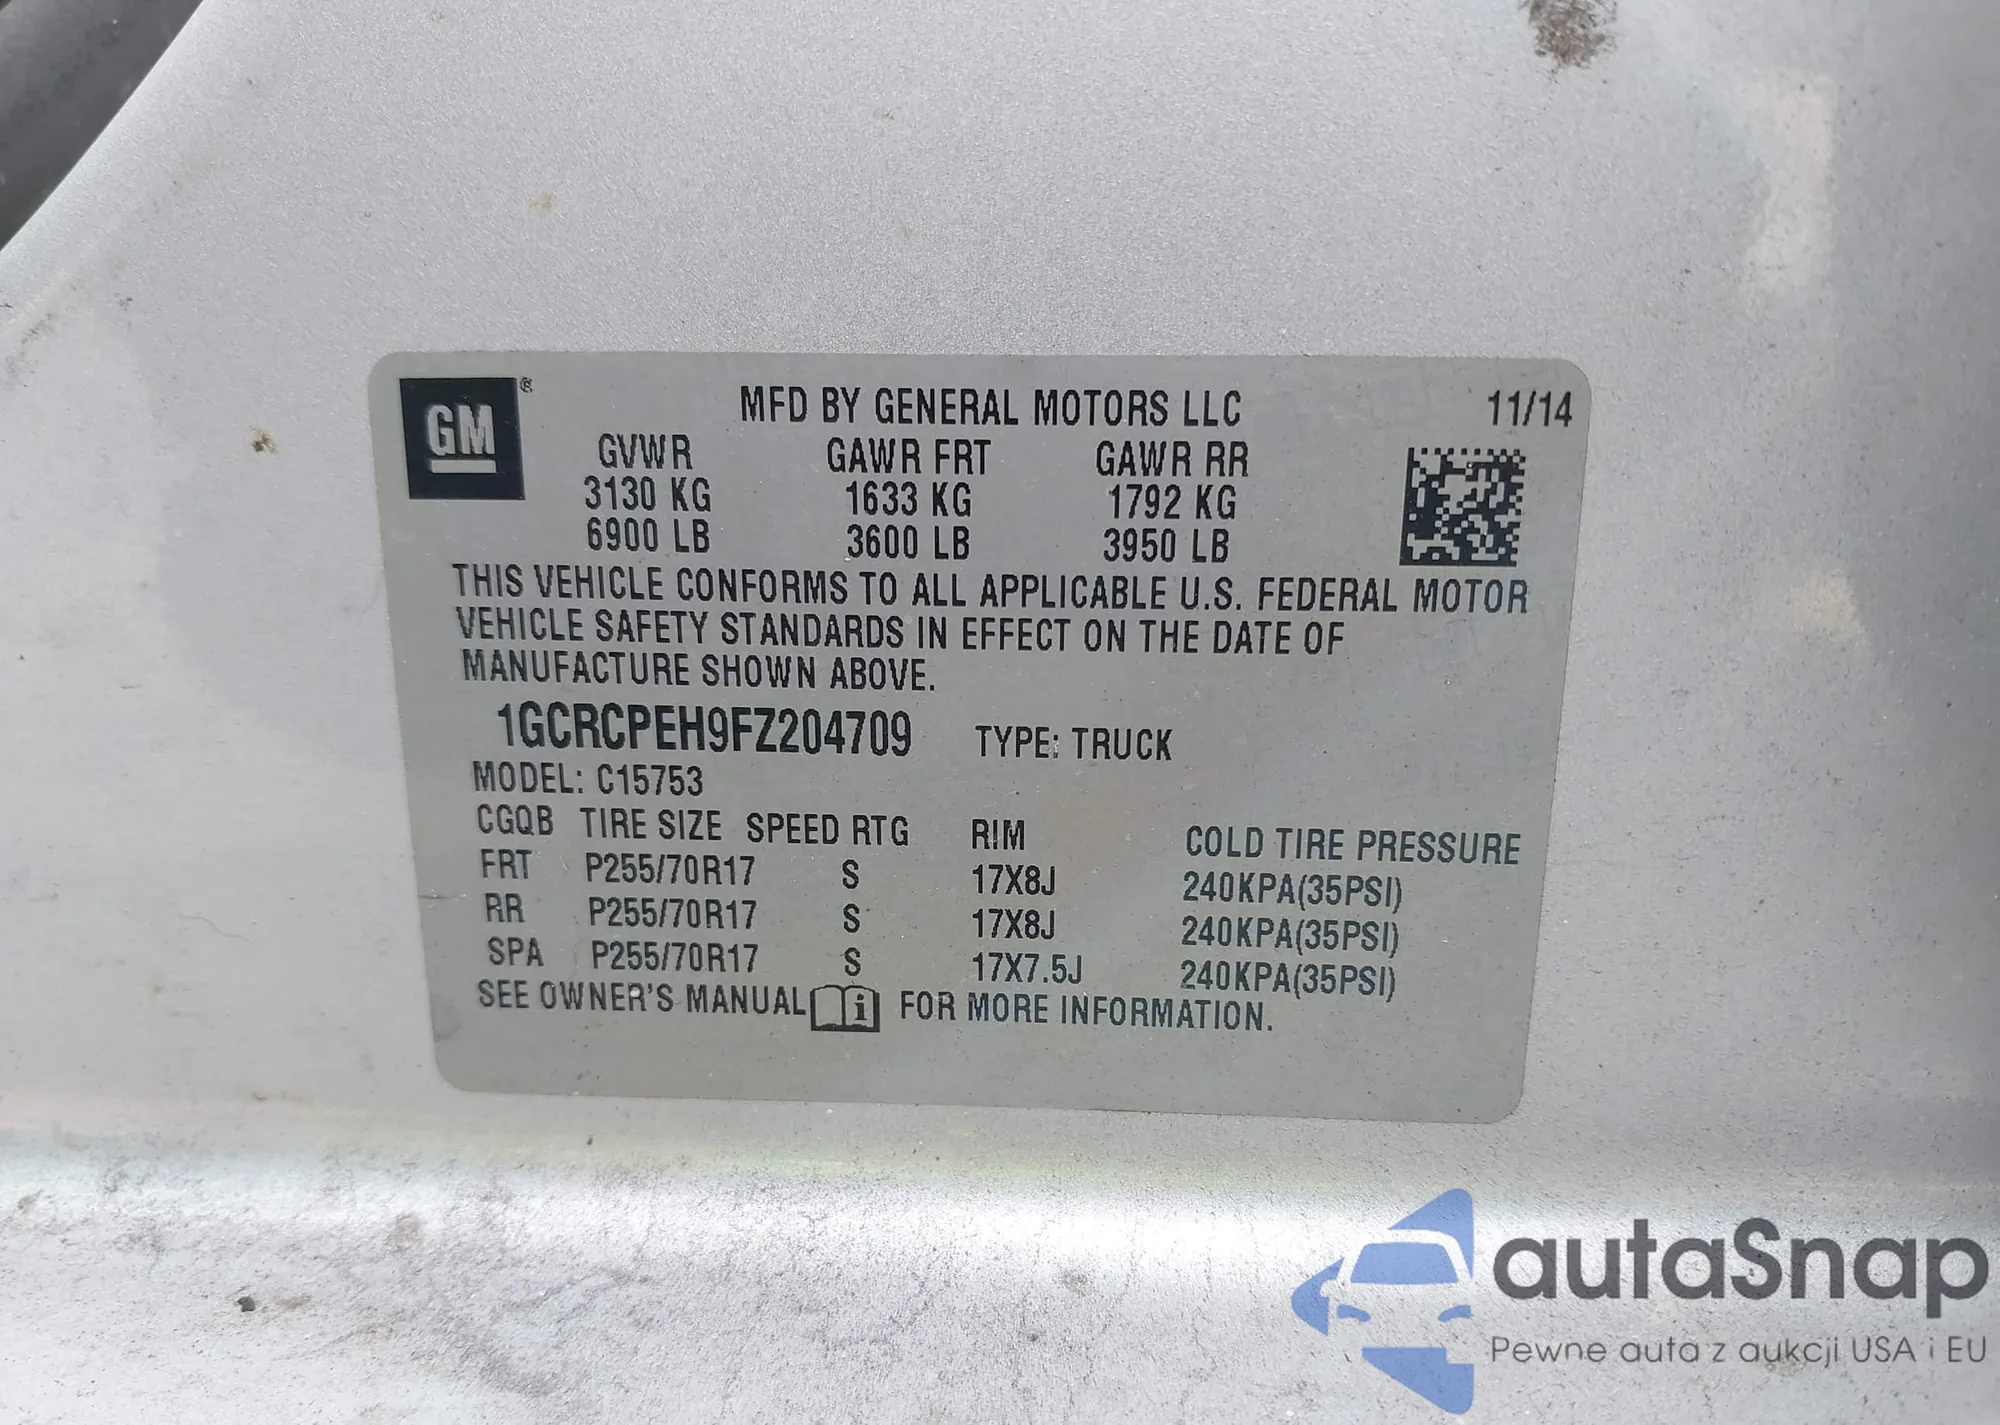 GM ®
MFD BY GENERAL MOTORS LLC 11/14
GVWR GAWR FRT GAWR RR
3130 KG 1633 KG 1792 KG
6900 LB 3600 LB 3950 LB
THIS VEHICLE CONFORMS TO ALL APPLICABLE U.S. FEDERAL MOTOR
VEHICLE SAFETY STANDARDS IN EFFECT ON THE DATE OF
MANUFACTURE SHOWN ABOVE.
1GCRCPEH9FZ204709 TYPE: TRUCK
MODEL: C15753
CGQB TIRE SIZE SPEED RTG RIM COLD TIRE PRESSURE
FRT P255/70R17 S 17X8J 240KPA(35PSI)
RR P255/70R17 S 17X8J 240KPA(35PSI)
SPA P255/70R17 S 17X7.5J 240KPA(35PSI)
SEE OWNER'S MANUAL i FOR MORE INFORMATION.
autaSnap
Pewne auta z aukcji USA i EU